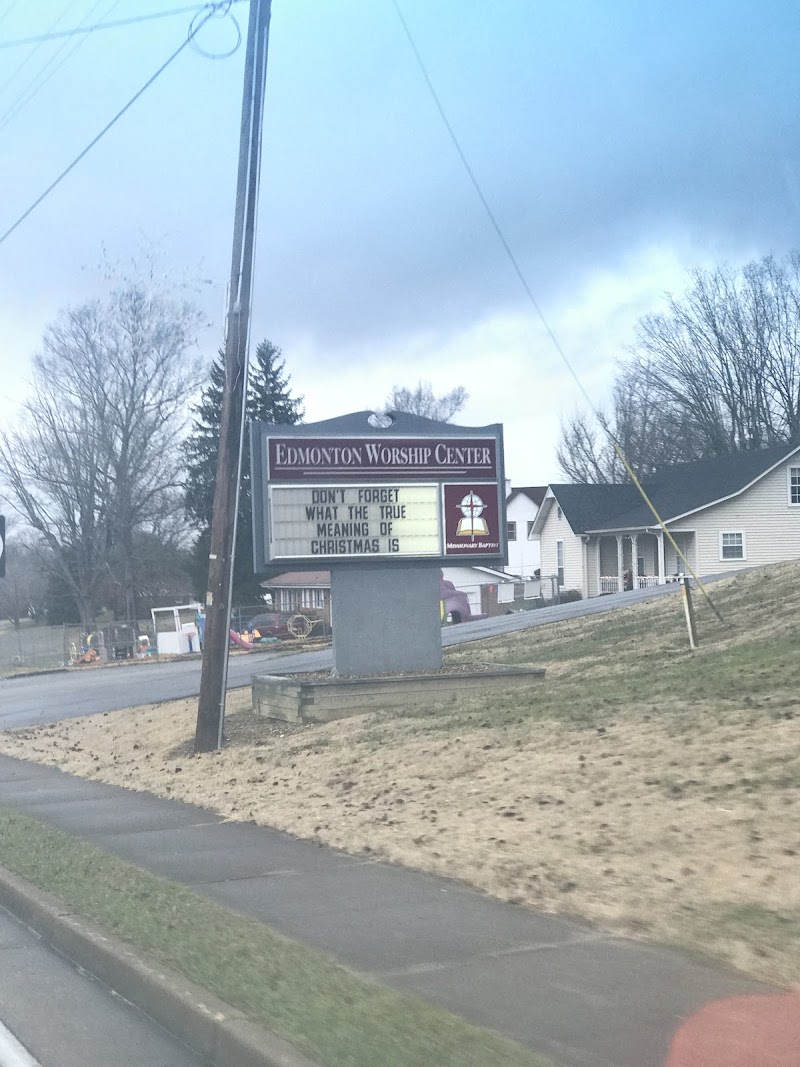 EDMONTON WORSHIP CENTER
DON'T FORGET
WHAT THE TRUE
MEANING OF
CHRISTMAS IS
MISSIONARY BAPTIST